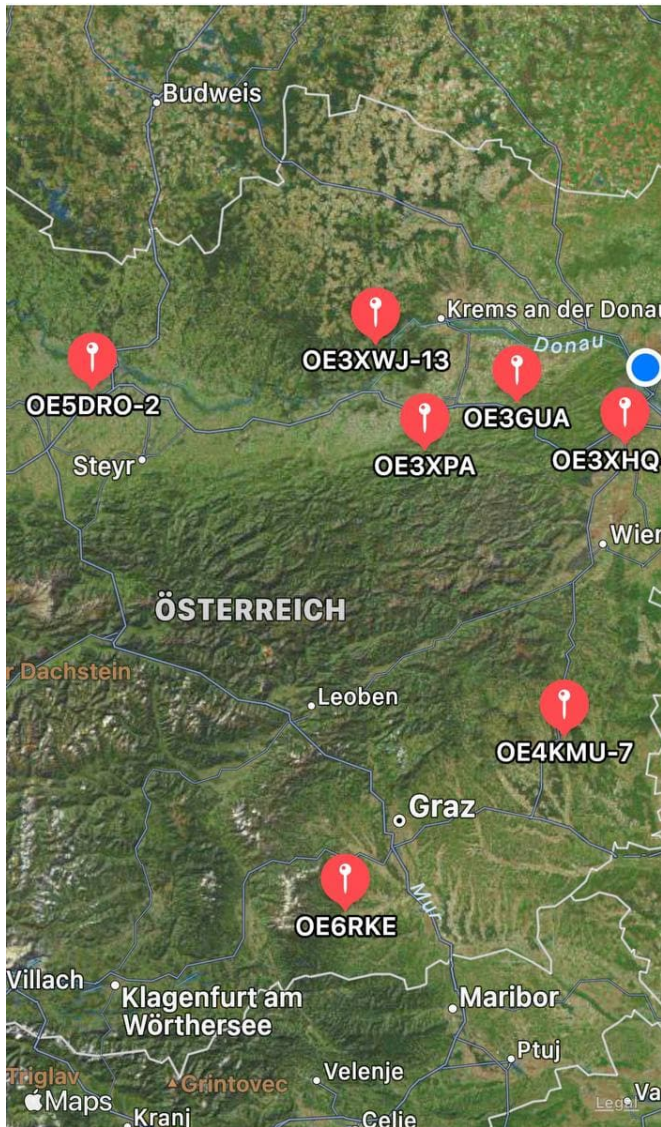 Budweis
Krems an der Donau
OE3XWJ-13
Donau
OE5DRO-2
OE3GUA
OE3XPA
OE3XHQ
Steyr
Wien
ÖSTERREICH
r Dachstein
Leoben
OE4KMU-7
Graz
OE6RKE
Mur
Villach
Klagenfurt am
Wörthersee
Maribor
Triglav
Grintovec
Velenje
Ptuj
Maps
Legal
Va
Kranj
Celje